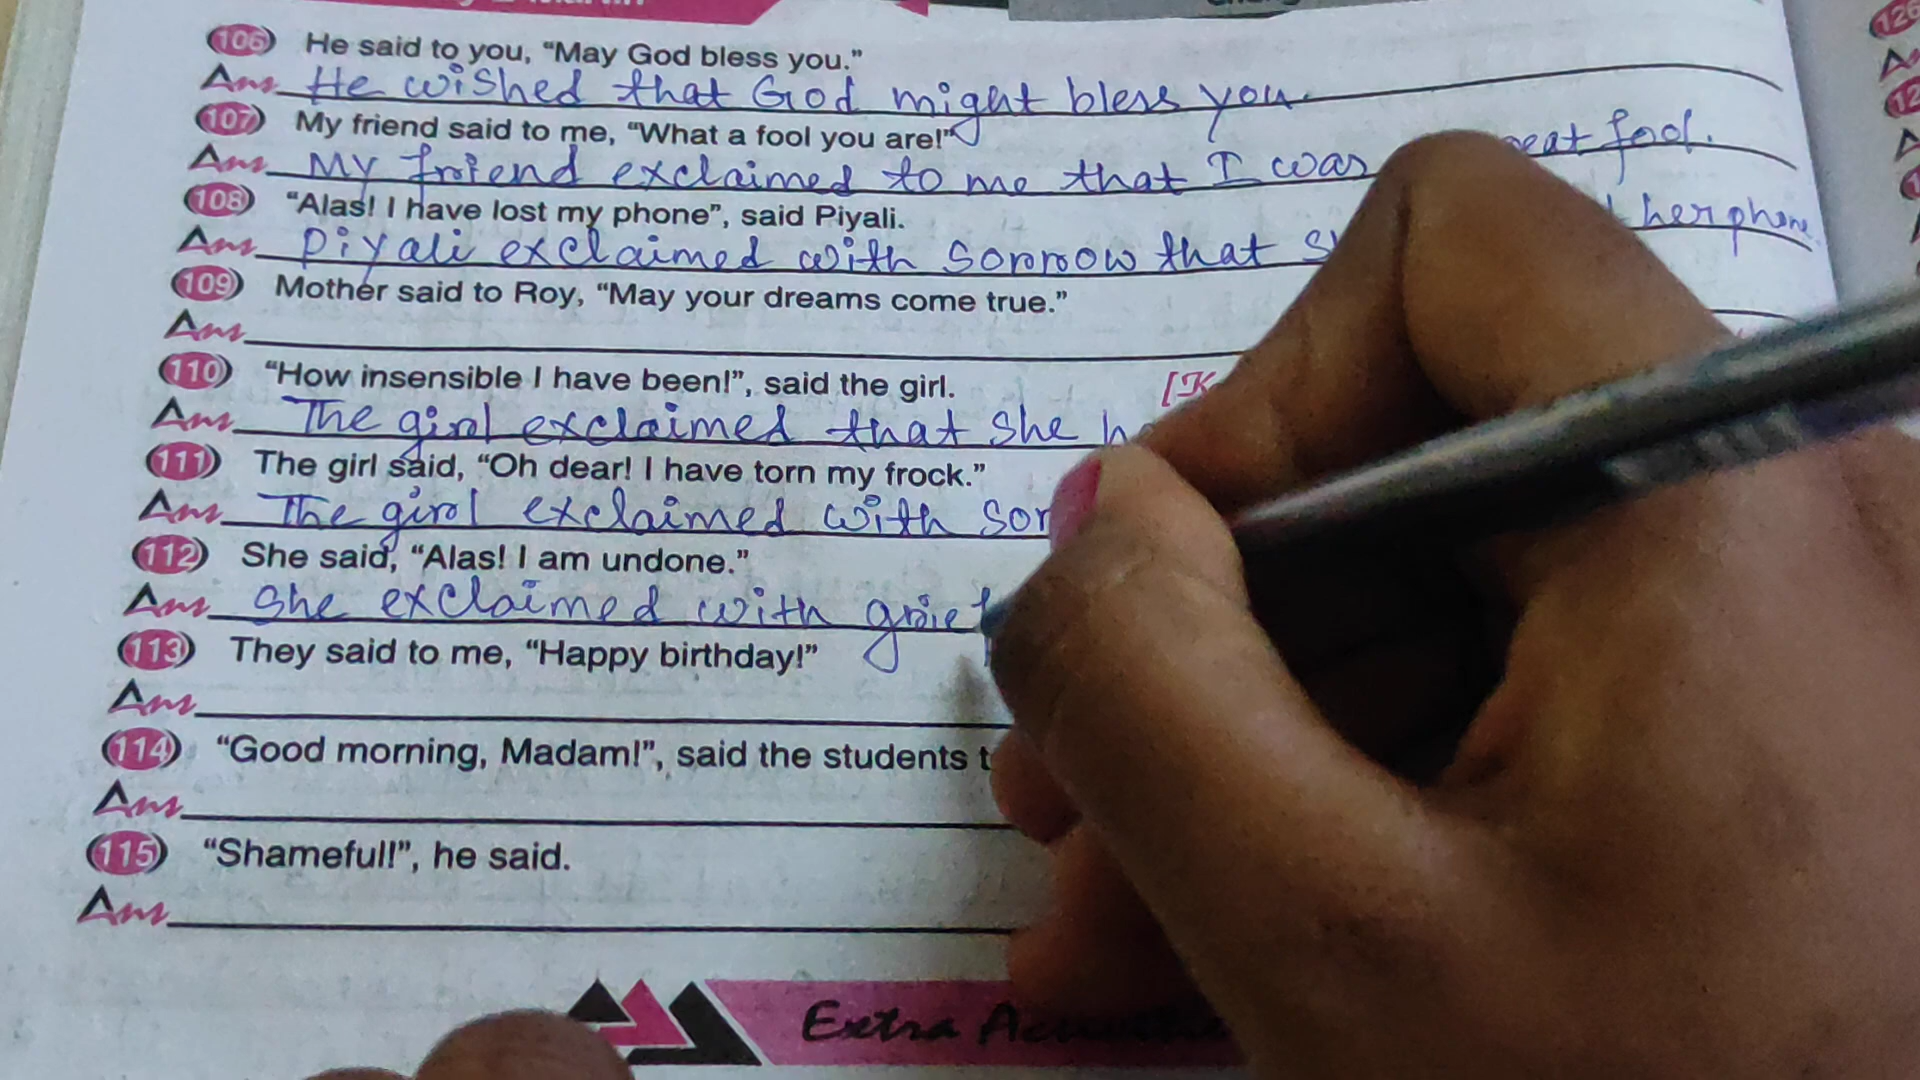 106 He said to you, “May God bless you.”
Ans He wished that God might bless you.
107 My friend said to me, “What a fool you are!”
Ans My friend exclaimed to me that I was fool.
108 “Alas! I have lost my phone”, said Piyali.
Ans Piyali exclaimed with sorrow that her phone.
109 Mother said to Roy, “May your dreams come true.”
Ans
110 “How insensible I have been!”, said the girl.
Ans The girl exclaimed that she
111 The girl said, “Oh dear! I have torn my frock.”
Ans The girl exclaimed with
112 She said, “Alas! I am undone.”
Ans She exclaimed with grief
113 They said to me, “Happy birthday!”
Ans
114 “Good morning, Madam!”, said the students
Ans
115 “Shameful!”, he said.
Ans
Extra
126